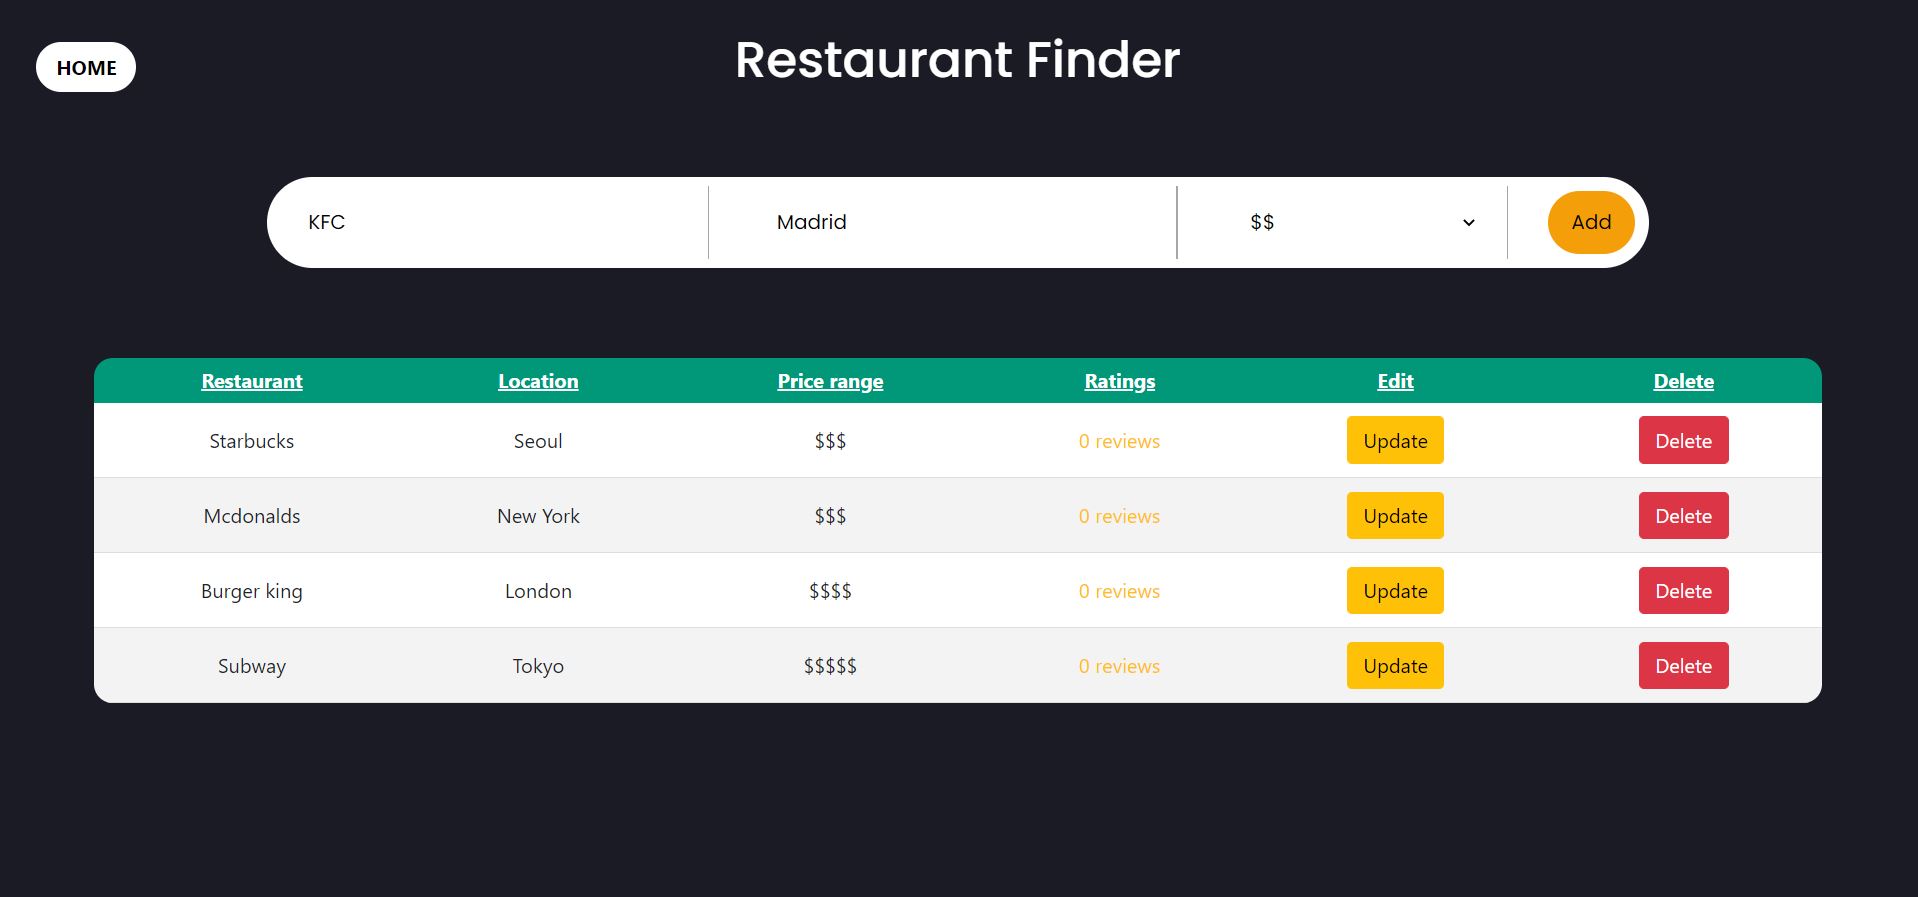 HOME
Restaurant Finder
KFC Madrid $$ Add
Restaurant Location Price range Ratings Edit Delete
Starbucks Seoul $$$ 0 reviews Update Delete
Mcdonalds New York $$$ 0 reviews Update Delete
Burger king London $$$$ 0 reviews Update Delete
Subway Tokyo $$$$$ 0 reviews Update Delete